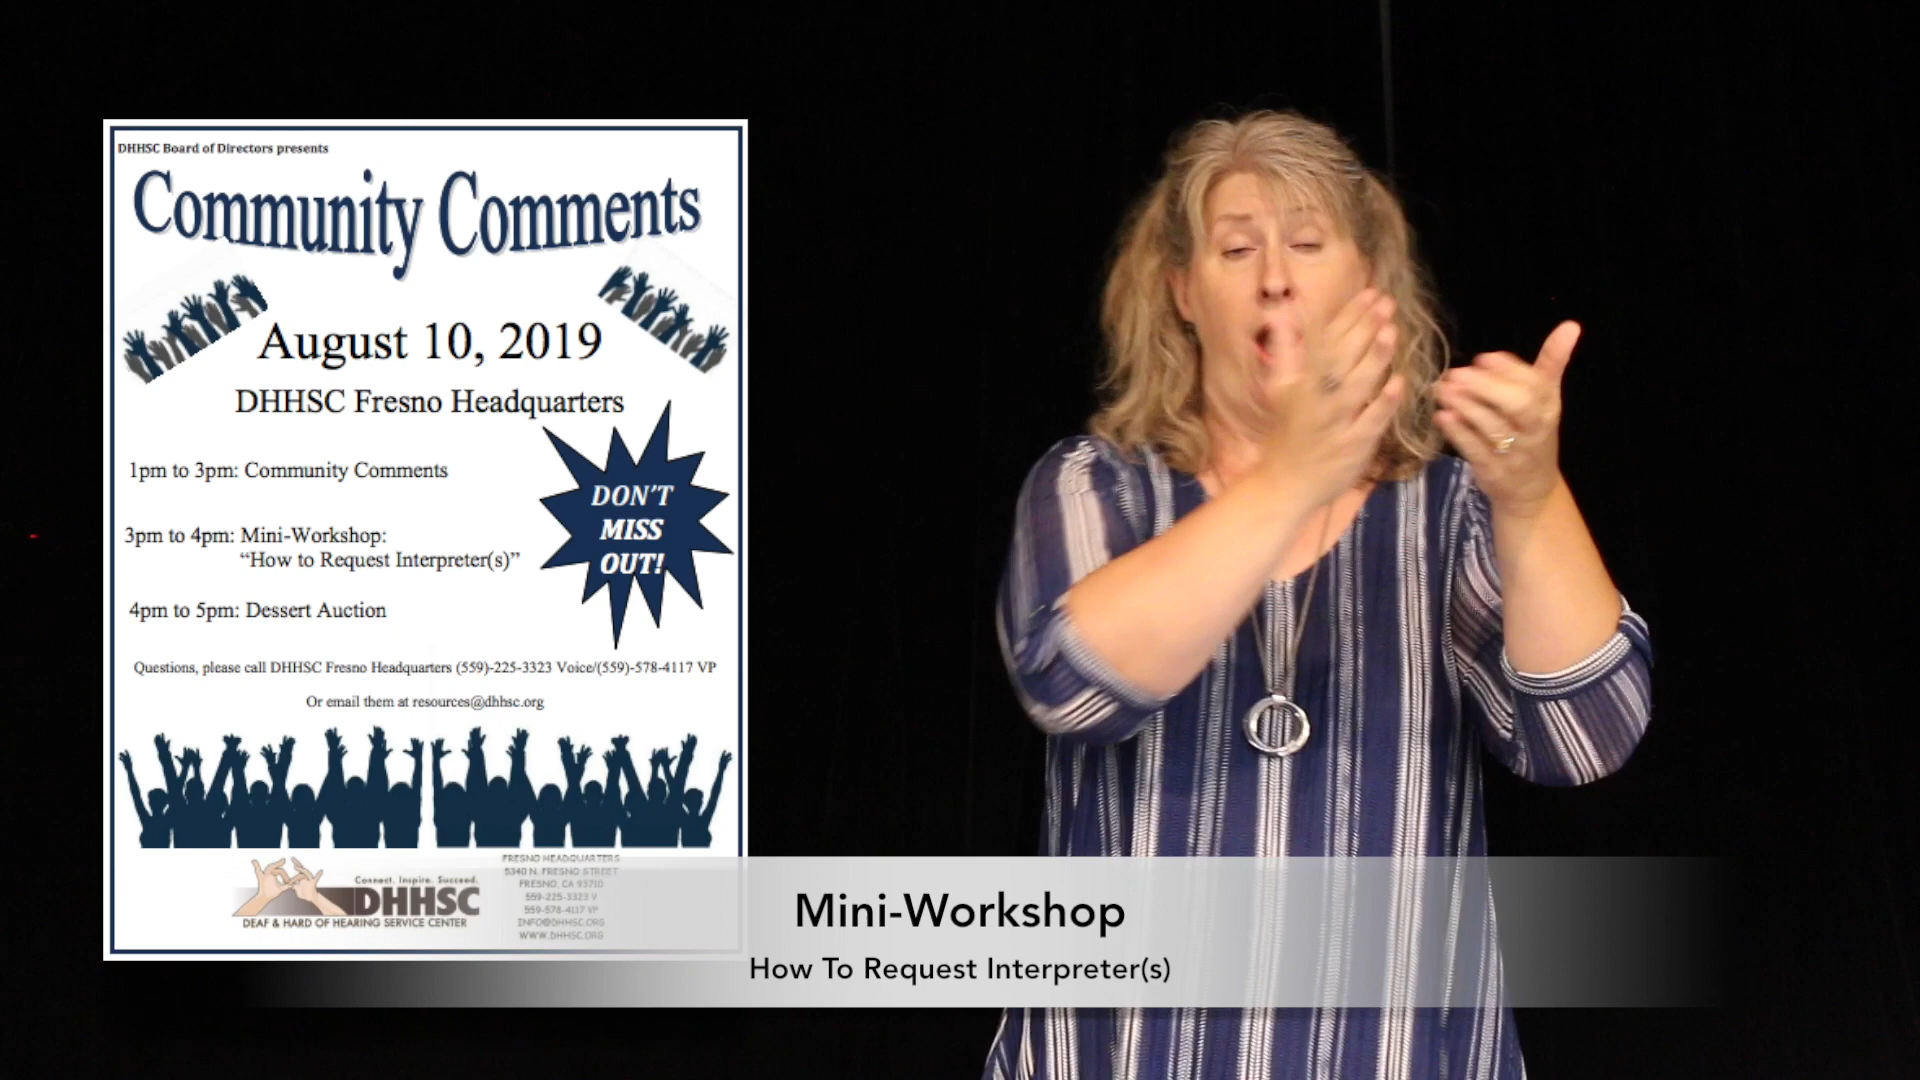 DHHSC Board of Directors presents
Community Comments
August 10, 2019
DHHSC Fresno Headquarters
1pm to 3pm: Community Comments
3pm to 4pm: Mini-Workshop:
“How to Request Interpreter(s)”
4pm to 5pm: Dessert Auction
DON'T
MISS
OUT!
Questions, please call DHHSC Fresno Headquarters (559)-225-3323 Voice/(559)-578-4117 VP
Or email them at resources@dhhsc.org
Connect. Inspire. Succeed.
DHHSC
DEAF & HARD OF HEARING SERVICE CENTER
FRESNO HEADQUARTERS
5340 N. FRESNO STREET
FRESNO, CA 93710
559-225-3323 V
559-578-4117 VP
INFO@DHHSC.ORG
WWW.DHHSC.ORG
Mini-Workshop
How To Request Interpreter(s)